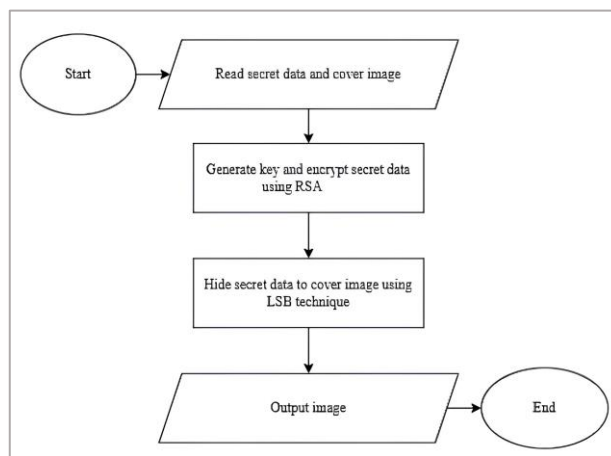 Start
Read secret data and cover image
Generate key and encrypt secret data
using RSA
Hide secret data to cover image using
LSB technique
Output image
End